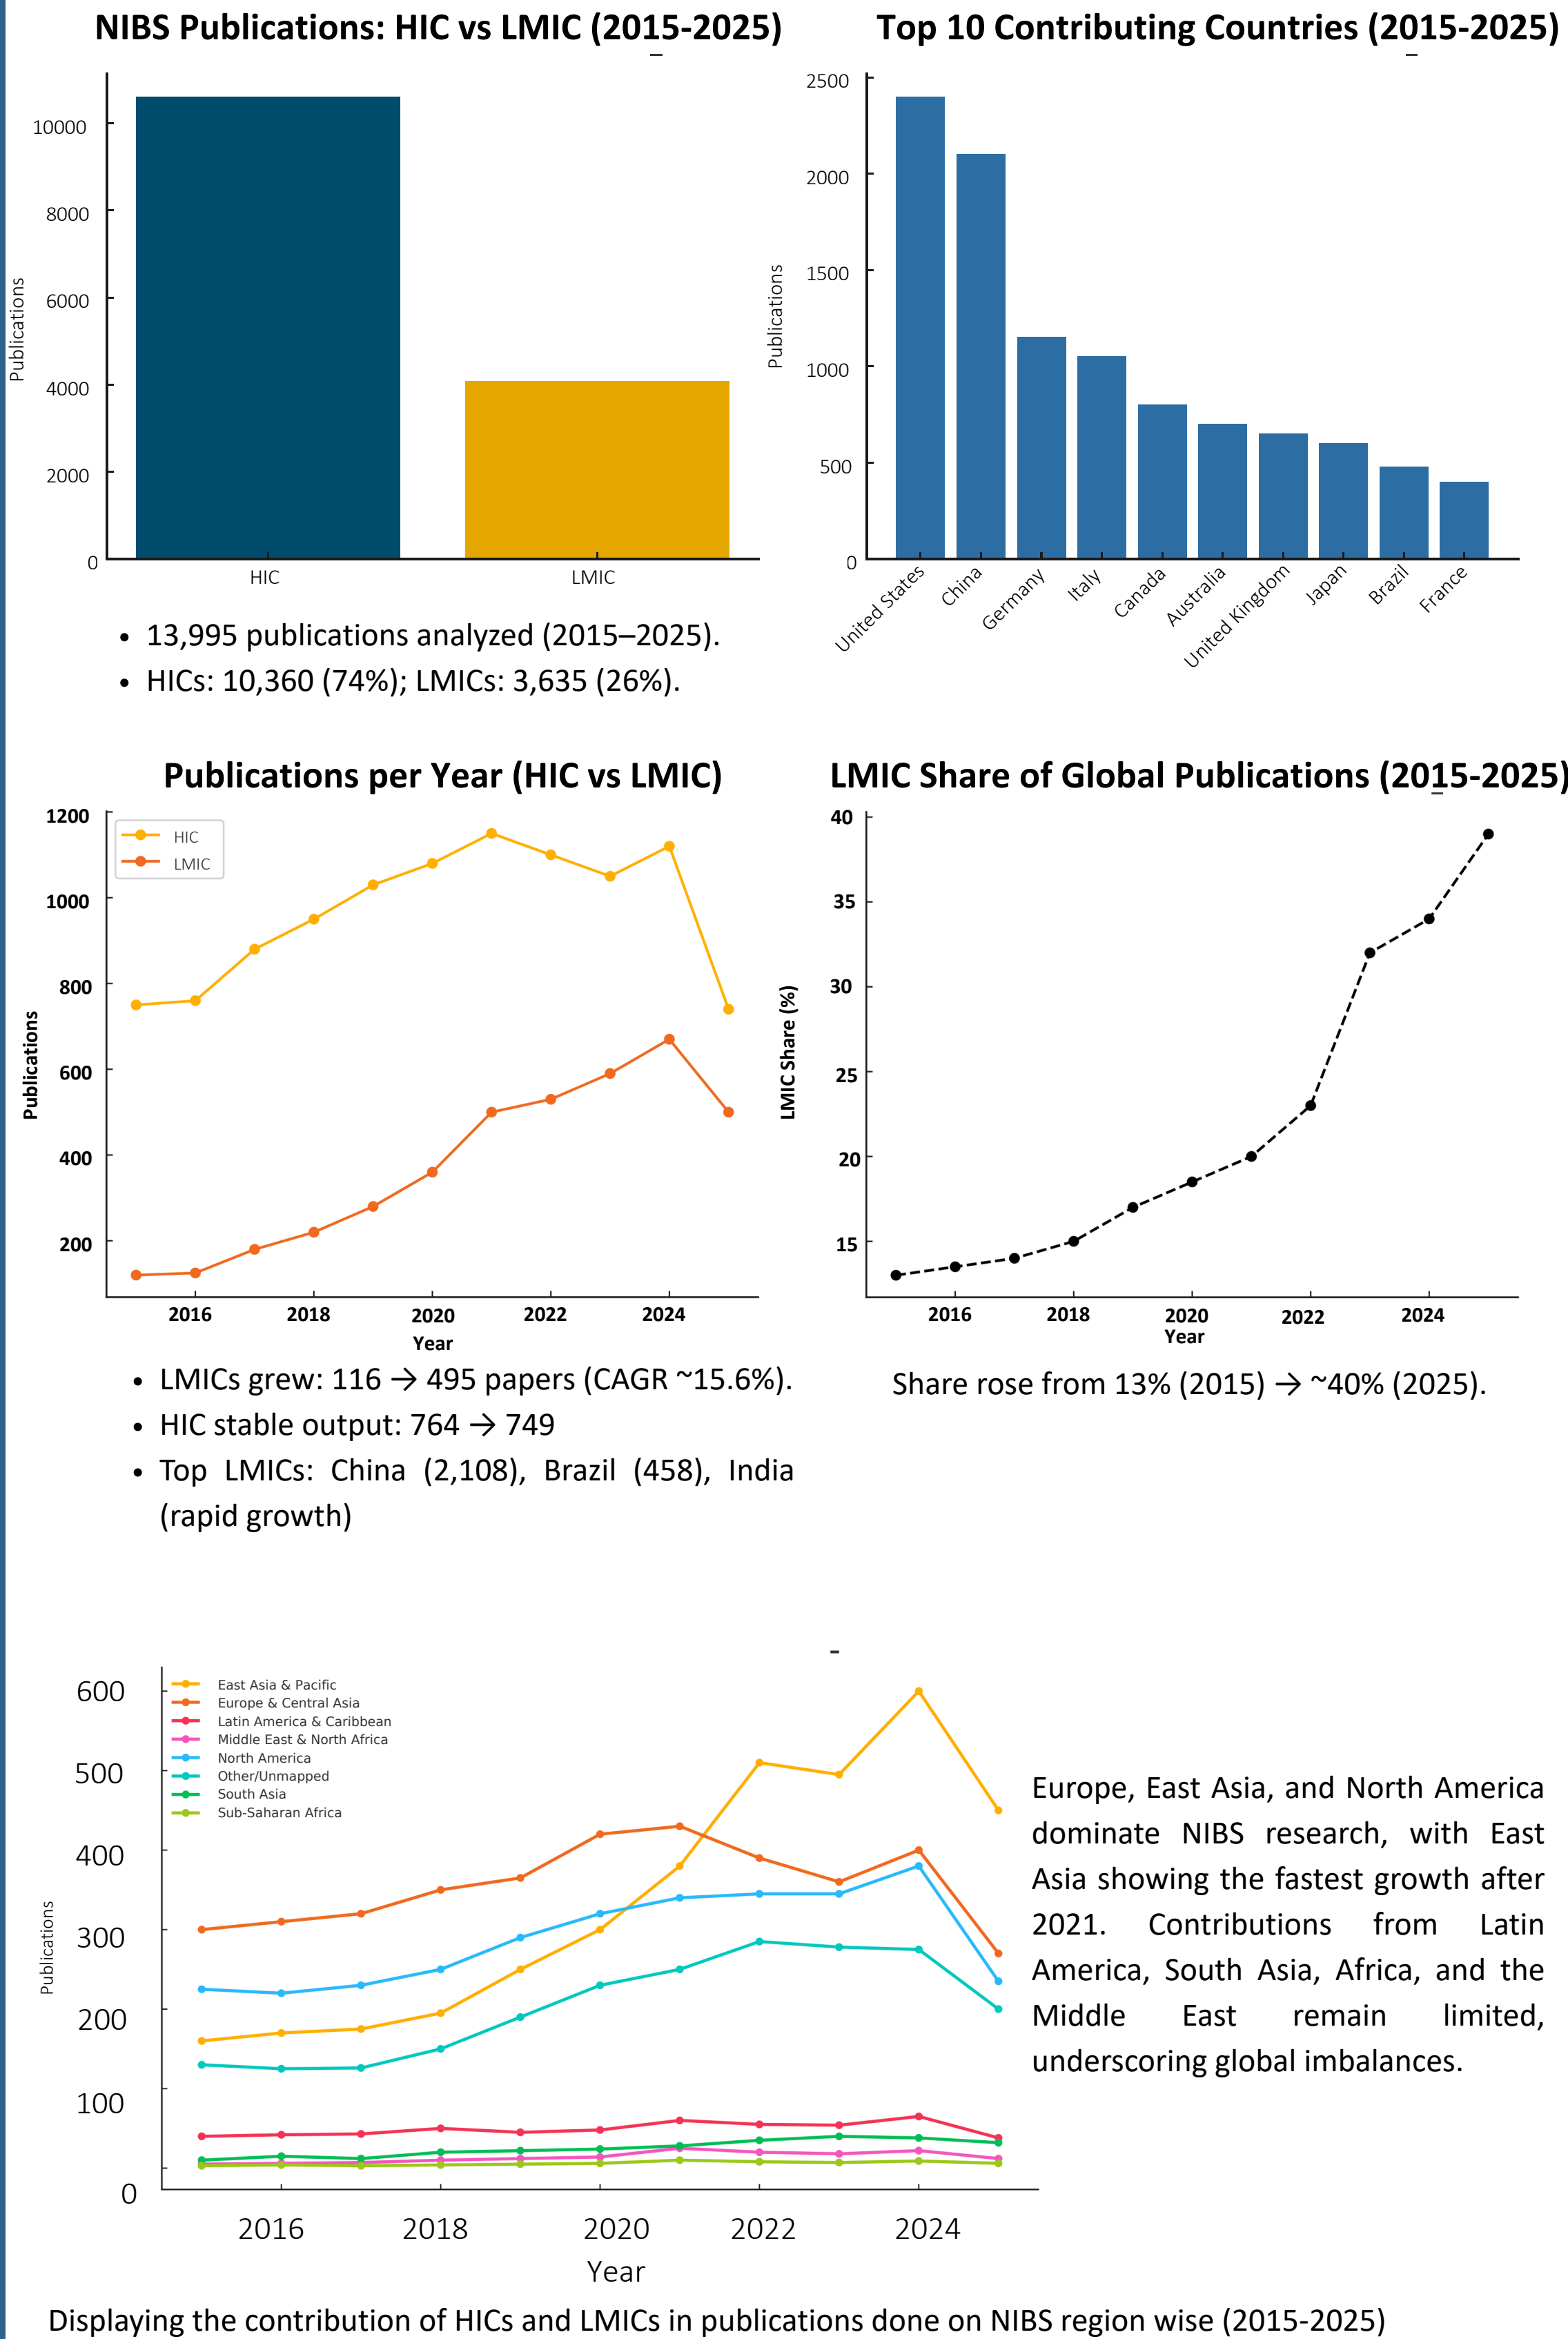 NIBS Publications: HIC vs LMIC (2015-2025)
Publications
10000
8000
6000
4000
2000
0
HIC
LMIC
13,995 publications analyzed (2015–2025).
HICs: 10,360 (74%); LMICs: 3,635 (26%).
Top 10 Contributing Countries (2015-2025)
Publications
2500
2000
1500
1000
500
0
United States
China
Germany
Italy
Canada
Australia
United Kingdom
Japan
Brazil
France
Publications per Year (HIC vs LMIC)
HIC
LMIC
Publications
1200
1000
800
600
400
200
2016
2018
2020
2022
2024
Year
LMICs grew: 116 → 495 papers (CAGR ~15.6%).
HIC stable output: 764 → 749
Top LMICs: China (2,108), Brazil (458), India
(rapid growth)
LMIC Share of Global Publications (2015-2025)
LMIC Share (%)
40
35
30
25
20
15
2016
2018
2020
2022
2024
Year
Share rose from 13% (2015) → ~40% (2025).
East Asia & Pacific
Europe & Central Asia
Latin America & Caribbean
Middle East & North Africa
North America
Other/Unmapped
South Asia
Sub-Saharan Africa
Publications
600
500
400
300
200
100
0
2016
2018
2020
2022
2024
Year
Europe, East Asia, and North America
dominate NIBS research, with East
Asia showing the fastest growth after
2021. Contributions from Latin
America, South Asia, Africa, and the
Middle East remain limited,
underscoring global imbalances.
Displaying the contribution of HICs and LMICs in publications done on NIBS region wise (2015-2025)